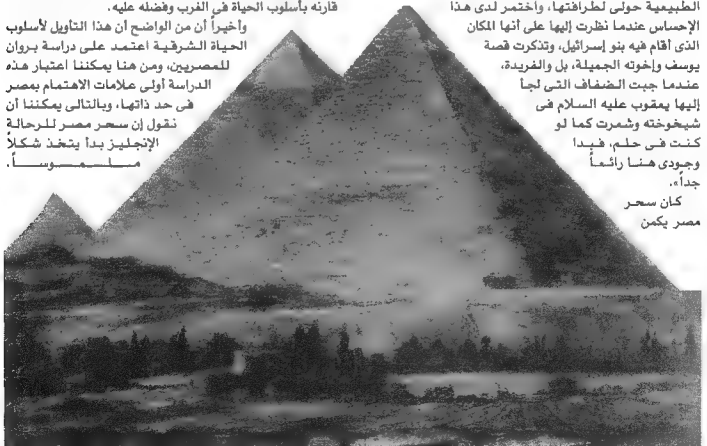 الطبيعية حولى لطرافتها، وأختمر لدى هذا
الإحساس عندما نظرت إليها على أنها المكان
الذى أقام فيه بنو إسرائيل، وتذكرت قصة
يوسف وإخوته الجميلة، بل والفريدة،
عندما جبت الضفاف التى لجأ
إليها يعقوب عليه السلام فى
شيخوخته وشعرت كما لو
كنت فى حلم، فبدا
وجودى هنا رائعاً
جداً».
كان سحر
مصر يكمن
قارنه بأسلوب الحياة فى الغرب وفضله عليه.
وأخيراً أن من الواضح أن هذا التأويل لأسلوب
الحياة الشرقية اعتمد على دراسة بروان
للمصريين، ومن هنا يمكننا اعتبار هذه
الدراسة أولى علامات الاهتمام بمصر
فى حد ذاتها، وبالتالى يمكننا أن
نقول إن سحر مصر للرحالة
الإنجليز بدأ يتخذ شكلاً
مـلـمـوسـاً.